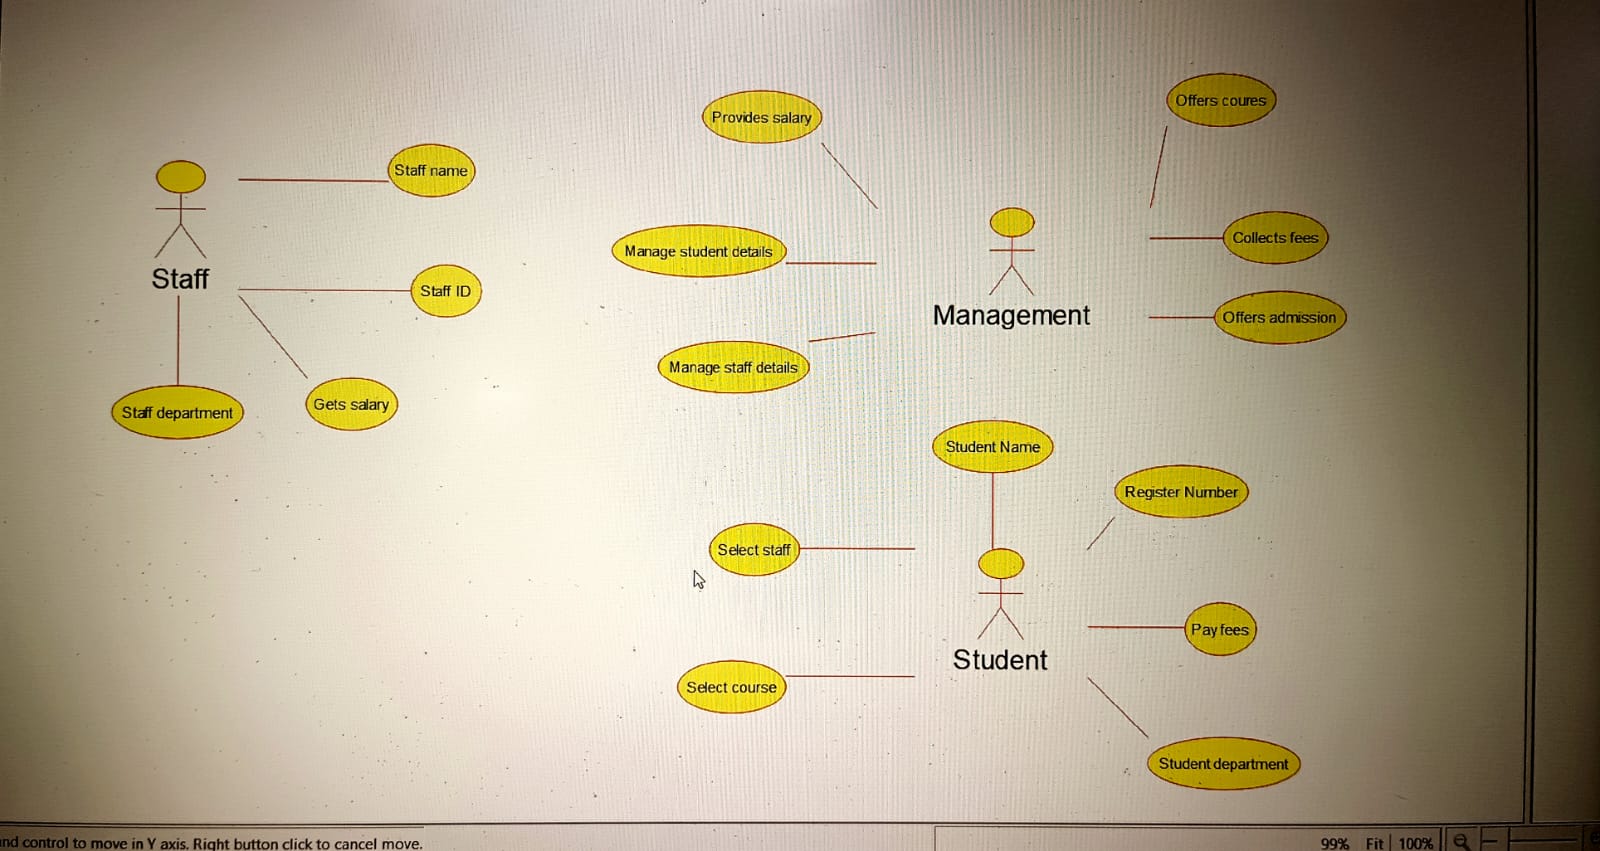 Offers coures
Provides salary
Staff name
Collects fees
Manage student details
Staff
Staff ID
Management
Offers admission
Manage staff details
Gets salary
Staff department
Student Name
Register Number
Select staff
Pay fees
Student
Select course
Student department
nd control to move in Y axis. Right button click to cancel move.
99% Fit 100%